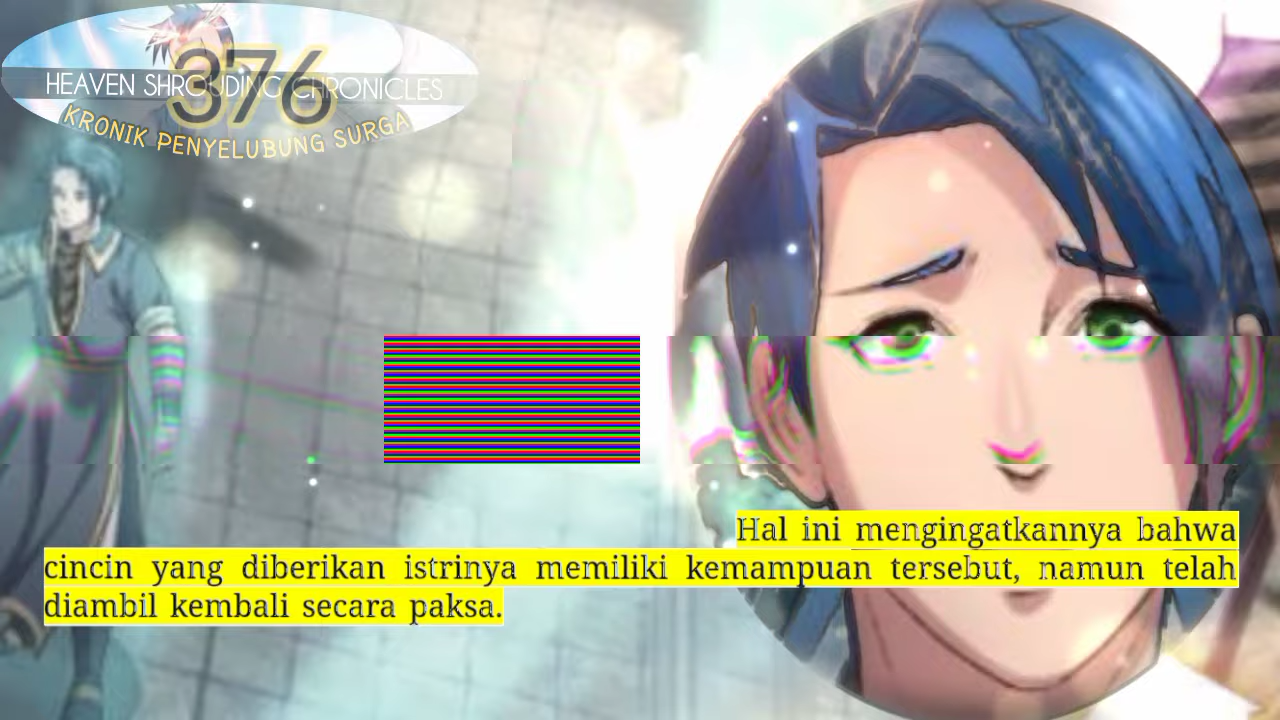 376
HEAVEN SHROUDING CHRONICLES
KRONIK PENYELUBUNG SURGA
Hal ini mengingatkannya bahwa
cincin yang diberikan istrinya memiliki kemampuan tersebut, namun telah
diambil kembali secara paksa.